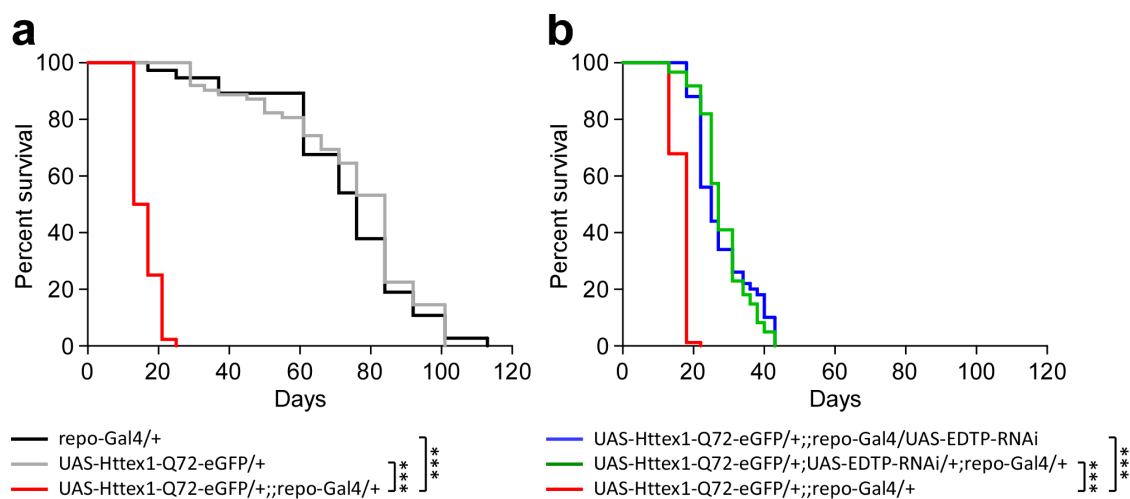 a
b
Percent survival
100
80
60
40
20
0
0 20 40 60 80 100 120
Days
Percent survival
100
80
60
40
20
0
0 20 40 60 80 100 120
Days
repo-Gal4/+
UAS-Httex1-Q72-eGFP/+
UAS-Httex1-Q72-eGFP/+;;repo-Gal4/+
***
***
UAS-Httex1-Q72-eGFP/+;;repo-Gal4/UAS-EDTP-RNAi
UAS-Httex1-Q72-eGFP/+;UAS-EDTP-RNAi/+;repo-Gal4/+
UAS-Httex1-Q72-eGFP/+;;repo-Gal4/+
***
***